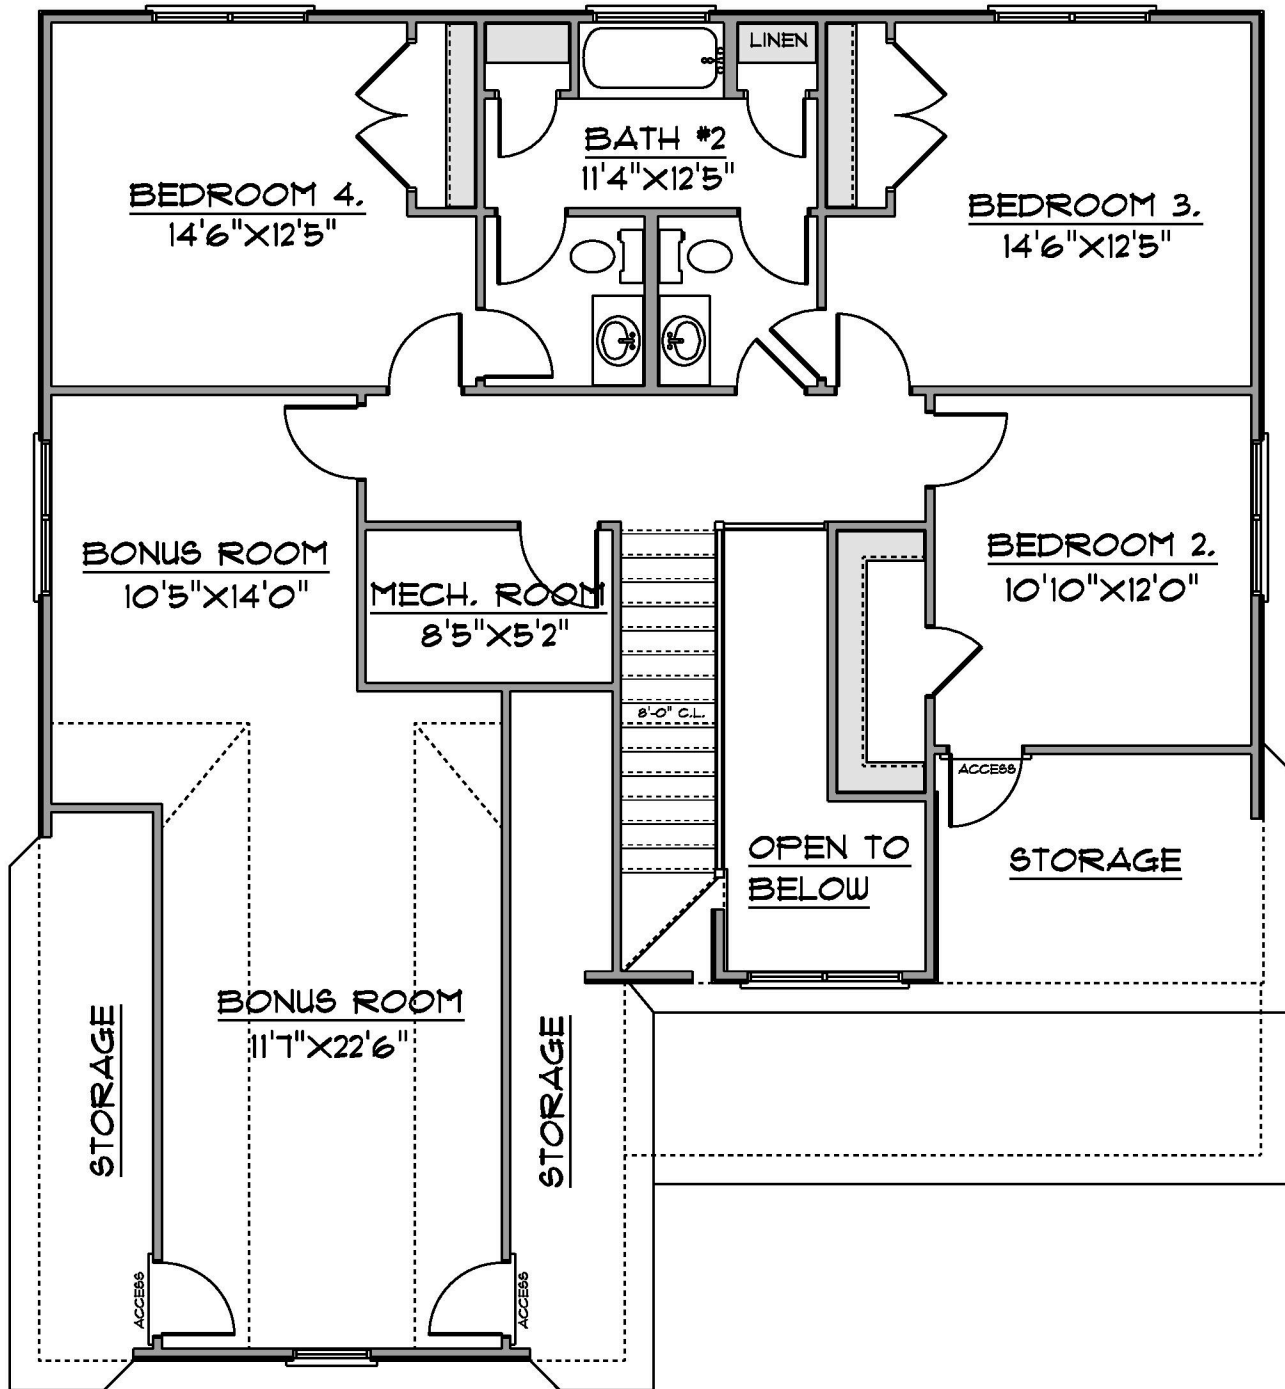 LINEN
BATH #2
11'4"X12'5"
BEDROOM 4.
14'6"X12'5"
BEDROOM 3.
14'6"X12'5"
BONUS ROOM
10'5"X14'0"
MECH. ROOM
8'5"X5'2"
BEDROOM 2.
10'10"X12'0"
8'-0" C.L.
ACCESS
OPEN TO
BELOW
STORAGE
BONUS ROOM
11'7"X22'6"
STORAGE
STORAGE
ACCESS
ACCESS